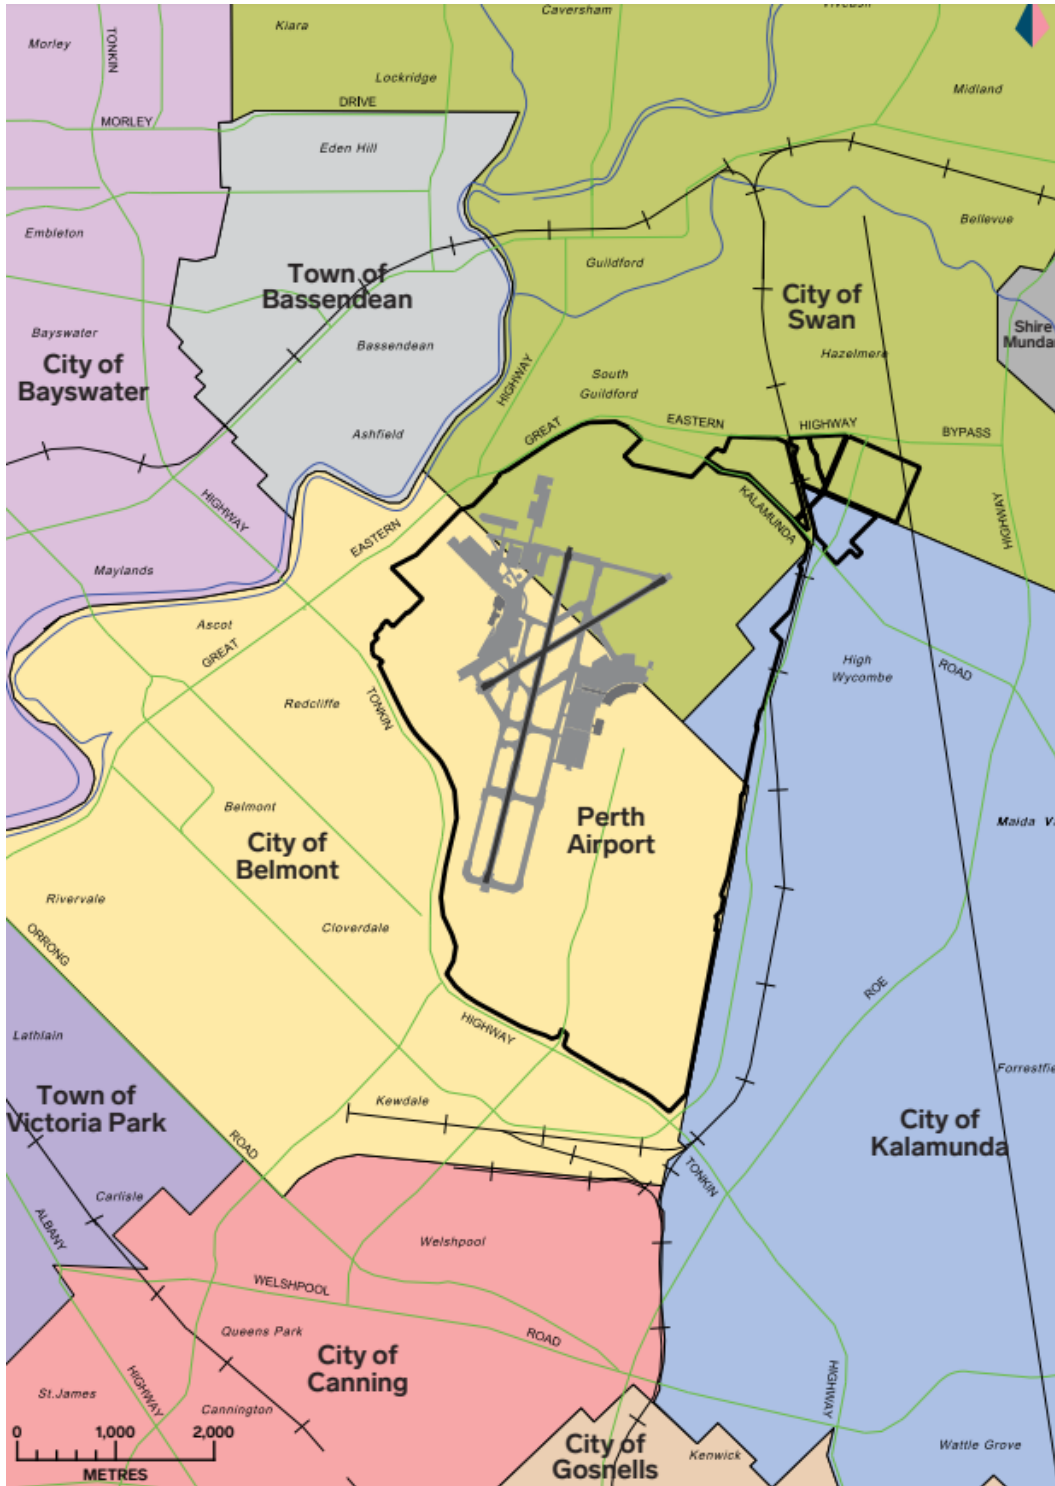 Caversham
Kiara
Morley
TONKIN
Lockridge
Midland
DRIVE
MORLEY
Eden Hill
Bellevue
Embleton
Guildford
Town of
Bassendean
City of
Swan
Shire
Bayswater
Bassendean
Hazelmere
City of
Bayswater
HIGHWAY
South
Guildford
Ashfield
GREAT
EASTERN
HIGHWAY
BYPASS
HIGHWAY
KALAMUNDA
HIGHWAY
EASTERN
Maylands
Ascot
GREAT
High
Wycombe
ROAD
Redcliffe
TONKIN
Belmont
Perth
Airport
Maida
City of
Belmont
Rivervale
Cloverdale
ORRONG
ROE
HIGHWAY
Lathlain
Town of
Victoria Park
Kewdale
City of
Kalamunda
ROAD
TONKIN
Carlisle
ALBANY
Welshpool
WELSHPOOL
ROAD
Queens Park
City of
Canning
HIGHWAY
St.James
HIGHWAY
Cannington
0 1,000 2,000
METRES
City of
Gosnells
Kenwick
Wattle Grove